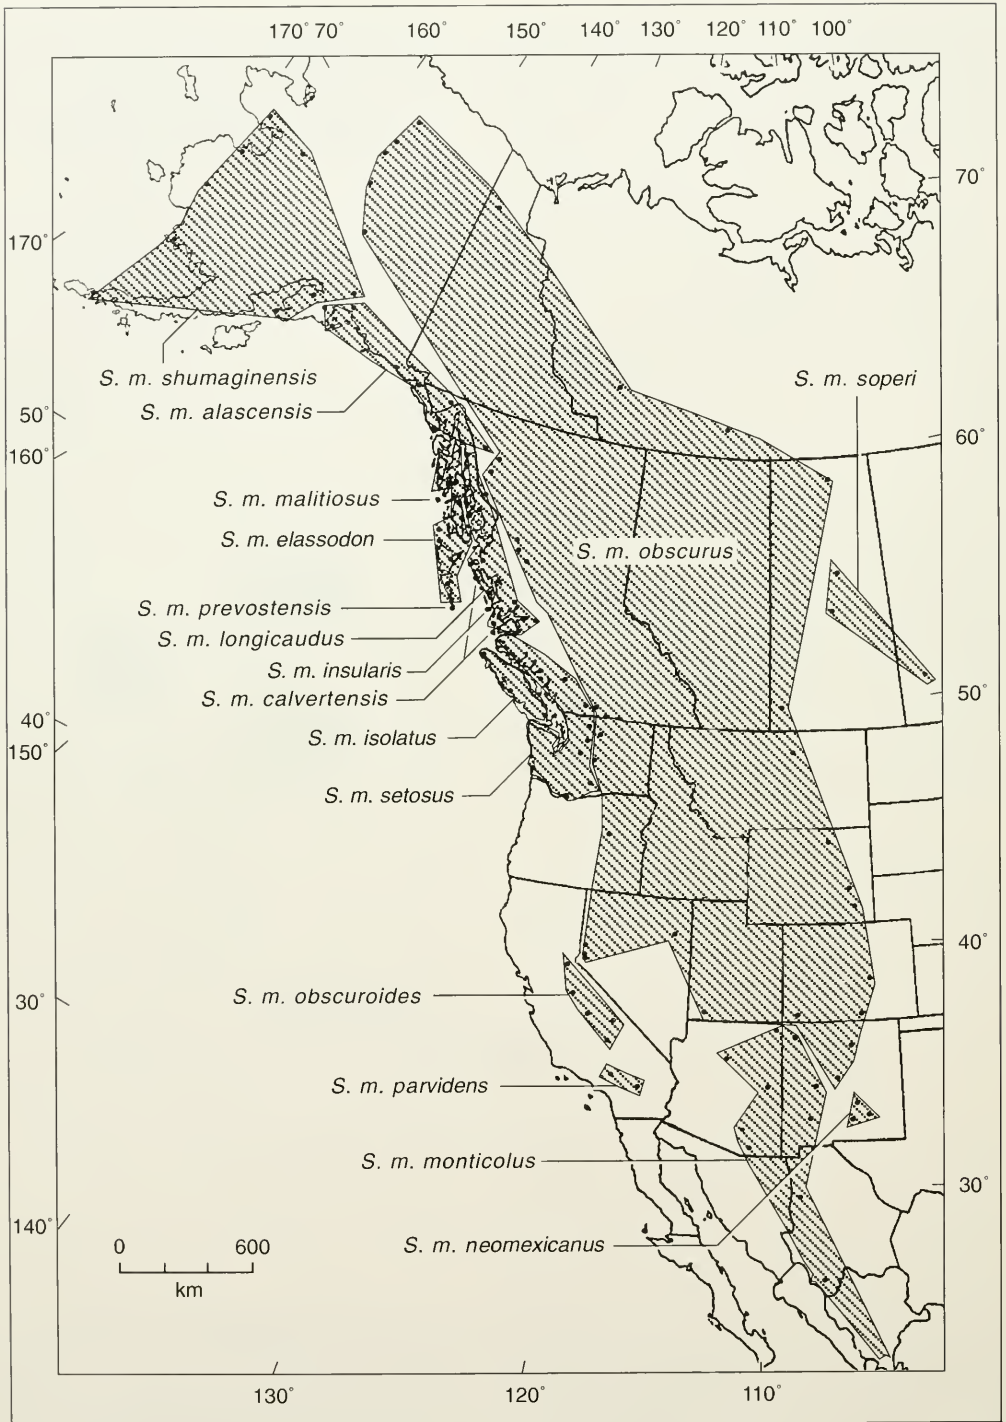 170° 70° 160° 150° 140° 130° 120° 110° 100°
70°
170°
S. m. shumaginensis
S. m. soperi
S. m. alascensis
50°
60°
160°
S. m. malitiosus
S. m. elassodon
S. m. obscurus
S. m. prevostensis
S. m. longicaudus
S. m. insularis
S. m. calvertensis
50°
40°
S. m. isolatus
150°
S. m. setosus
40°
S. m. obscuroides
30°
S. m. parvidens
S. m. monticolus
30°
140°
S. m. neomexicanus
0 600
km
130° 120° 110°